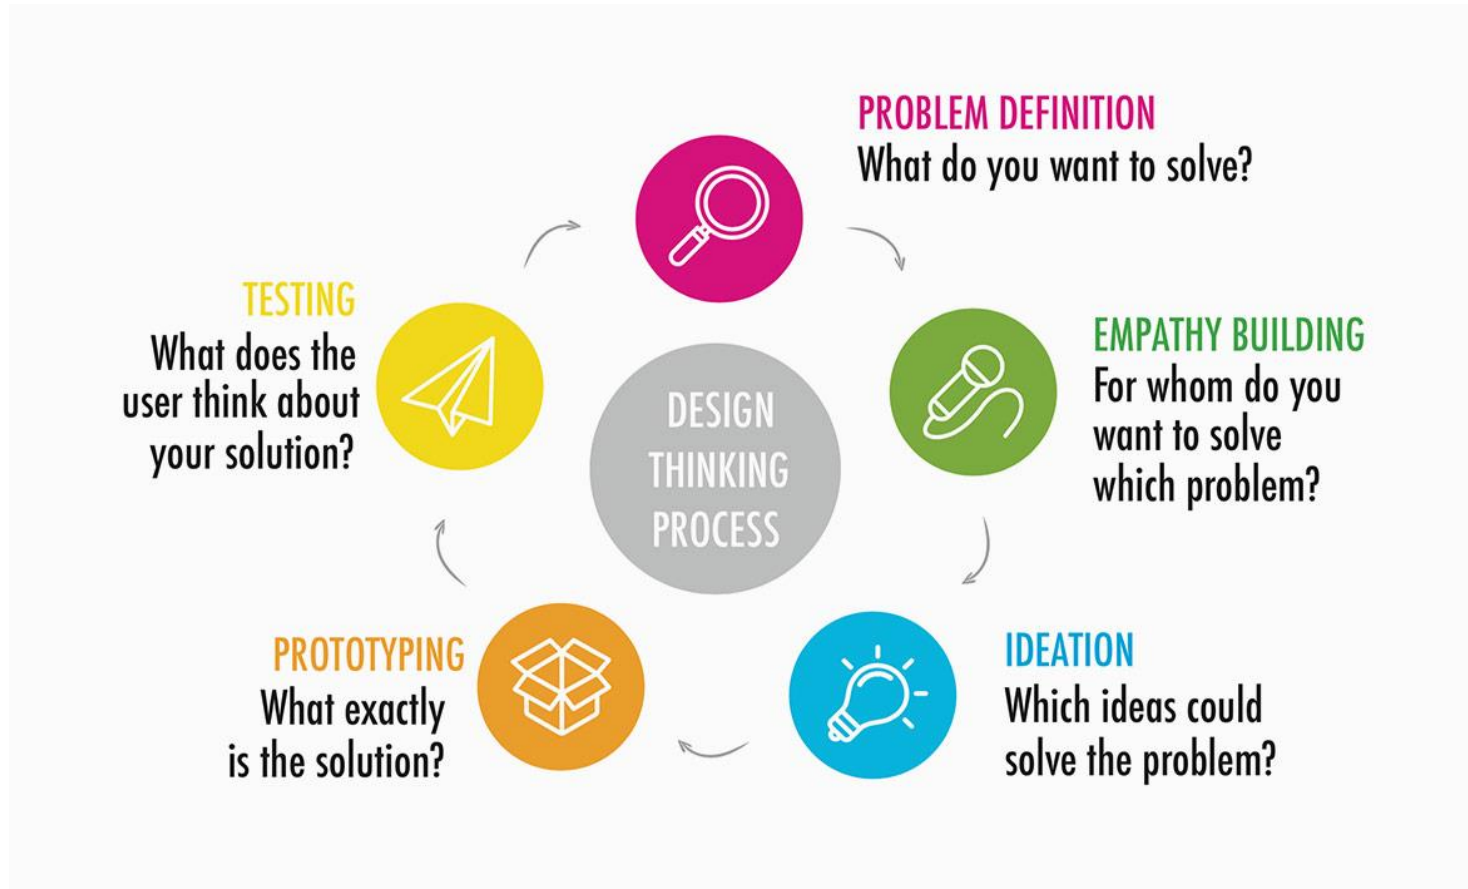 PROBLEM DEFINITION
What do you want to solve?
EMPATHY BUILDING
For whom do you
want to solve
which problem?
IDEATION
Which ideas could
solve the problem?
PROTOTYPING
What exactly
is the solution?
TESTING
What does the
user think about
your solution?
DESIGN
THINKING
PROCESS